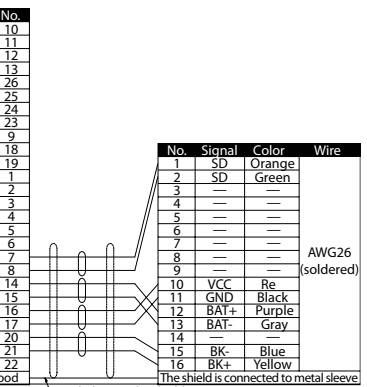 No.
10
11
12
13
26
25
24
23
9
18
19
1
2
3
4
5
6
7
8
14
15
16
17
20
21
22
ood
No. Signal Color Wire
1 SD Orange
2 SD Green
3 — —
4 — —
5 — —
6 — —
7 — —
8 — —
9 — —
10 VCC Re
11 GND Black
12 BAT+ Purple
13 BAT- Gray
14 — —
15 BK- Blue
16 BK+ Yellow
AWG26
(soldered)
The shield is connected to metal sleeve